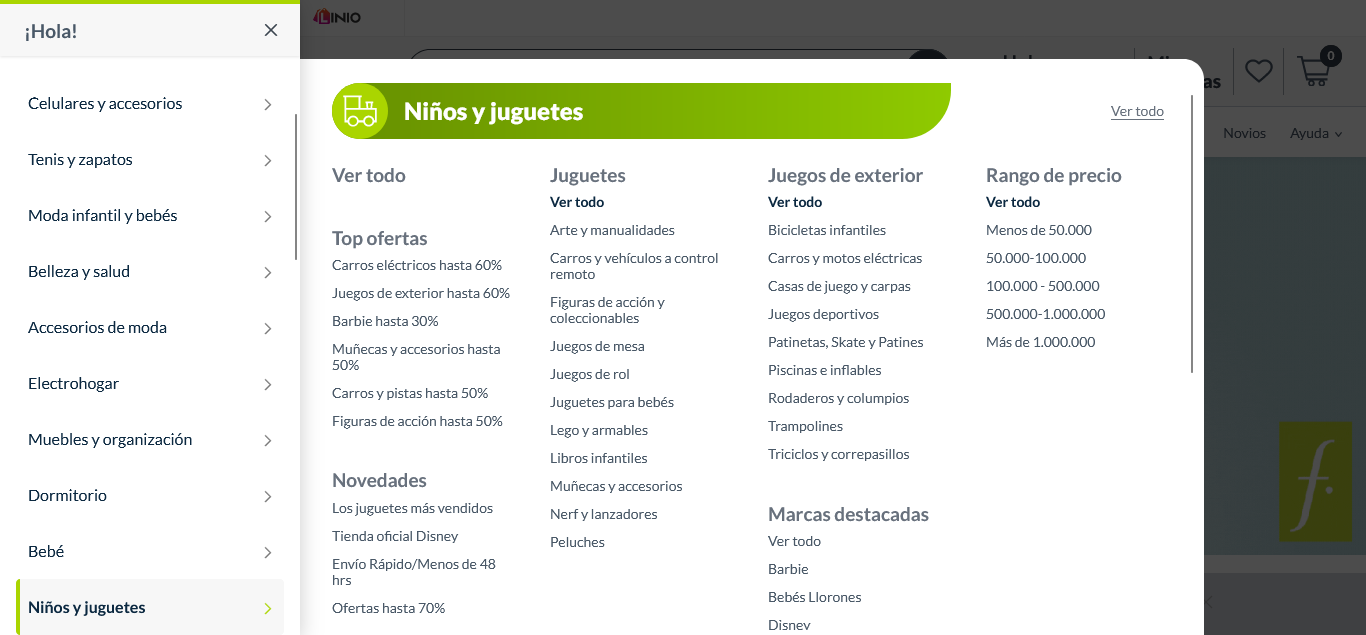 ¡Hola!
Celulares y accesorios
Tenis y zapatos
Moda infantil y bebés
Belleza y salud
Accesorios de moda
Electrohogar
Muebles y organización
Dormitorio
Bebé
Niños y juguetes
LINIO
0
as
Novios
Ayuda
f.
Niños y juguetes
Ver todo
Ver todo
Top ofertas
Carros eléctricos hasta 60%
Juegos de exterior hasta 60%
Barbie hasta 30%
Muñecas y accesorios hasta
50%
Carros y pistas hasta 50%
Figuras de acción hasta 50%
Novedades
Los juguetes más vendidos
Tienda oficial Disney
Envío Rápido/Menos de 48
hrs
Ofertas hasta 70%
Juguetes
Ver todo
Arte y manualidades
Carros y vehículos a control
remoto
Figuras de acción y
coleccionables
Juegos de mesa
Juegos de rol
Juguetes para bebés
Lego y armables
Libros infantiles
Muñecas y accesorios
Nerf y lanzadores
Peluches
Juegos de exterior
Ver todo
Bicicletas infantiles
Carros y motos eléctricas
Casas de juego y carpas
Juegos deportivos
Patinetas, Skate y Patines
Piscinas e inflables
Rodaderos y columpios
Trampolines
Triciclos y correpasillos
Marcas destacadas
Ver todo
Barbie
Bebés Llorones
Disney
Rango de precio
Ver todo
Menos de 50.000
50.000-100.000
100.000 - 500.000
500.000-1.000.000
Más de 1.000.000